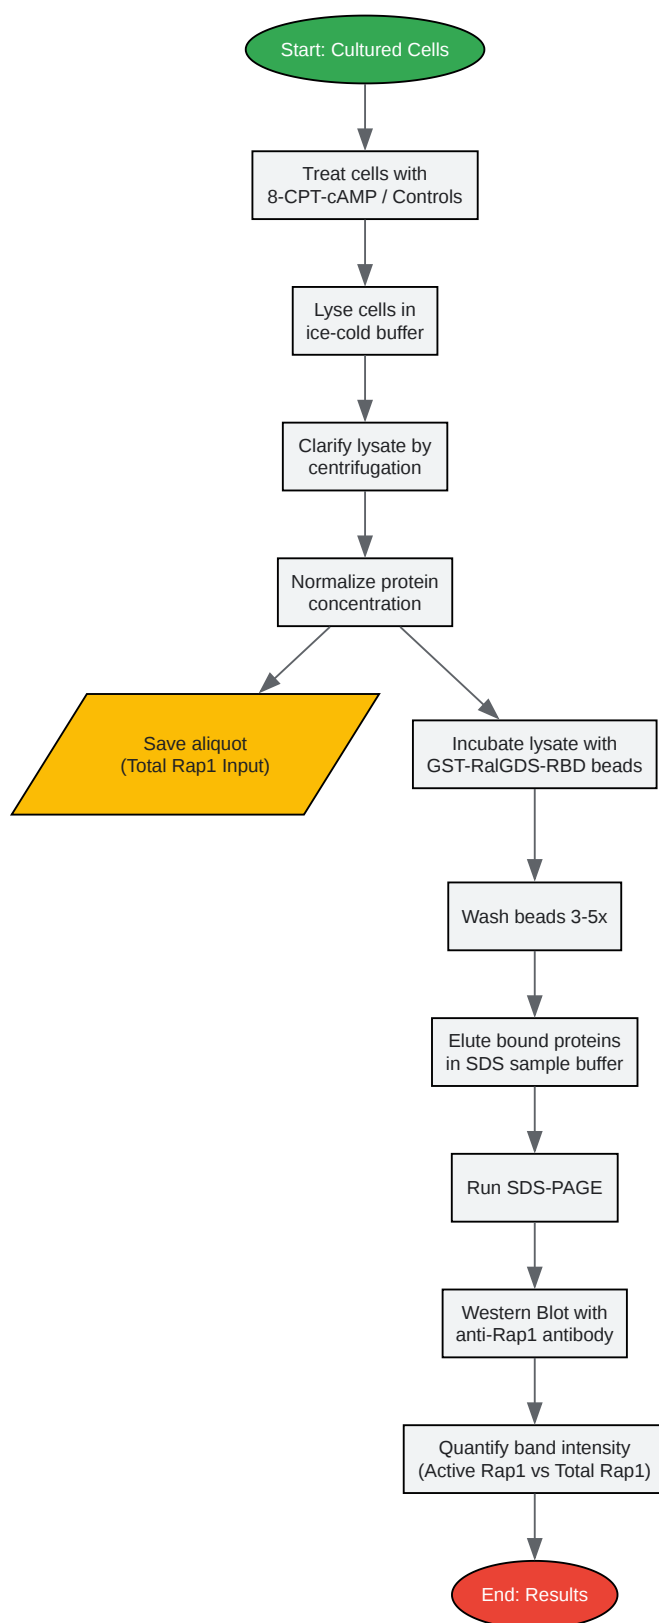 Start: Cultured Cells
Treat cells with
8-CPT-cAMP / Controls
Lyse cells in
ice-cold buffer
Clarify lysate by
centrifugation
Normalize protein
concentration
Save aliquot
(Total Rap1 Input)
Incubate lysate with
GST-RalGDS-RBD beads
Wash beads 3-5x
Elute bound proteins
in SDS sample buffer
Run SDS-PAGE
Western Blot with
anti-Rap1 antibody
Quantify band intensity
(Active Rap1 vs Total Rap1)
End: Results